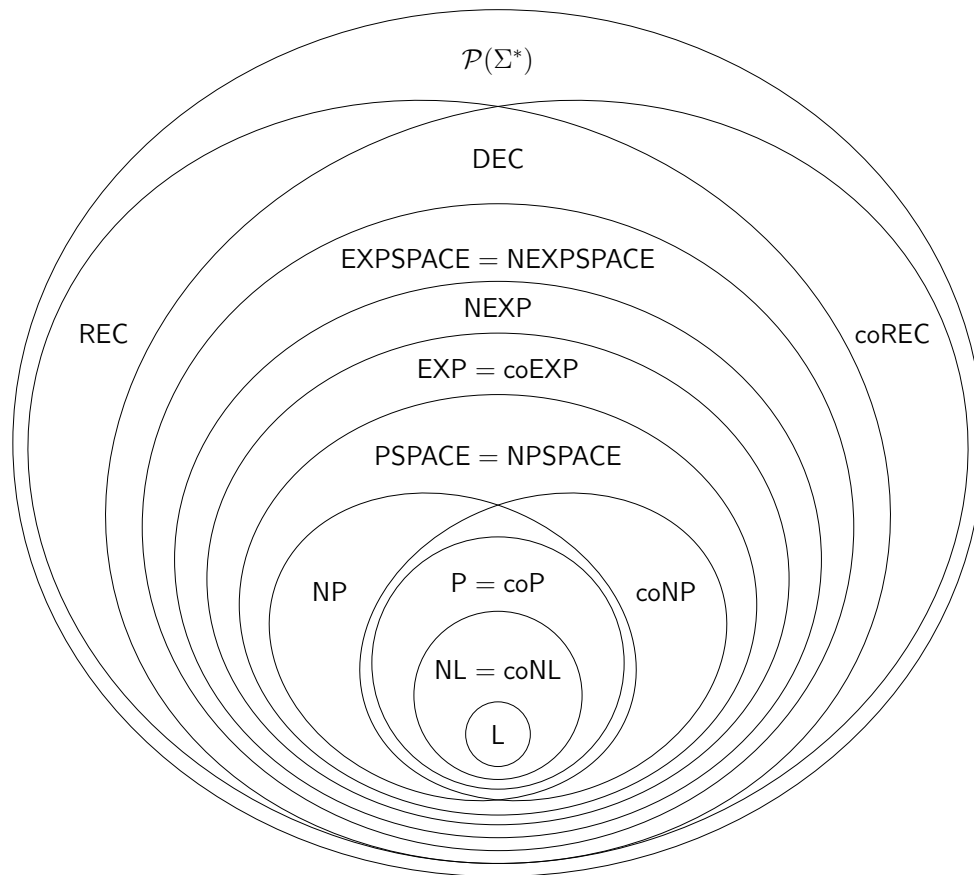 𝒫(Σ*)
DEC
EXPSPACE = NEXPSPACE
NEXP
REC
coREC
EXP = coEXP
PSPACE = NPSPACE
NP
P = coP
coNP
NL = coNL
L